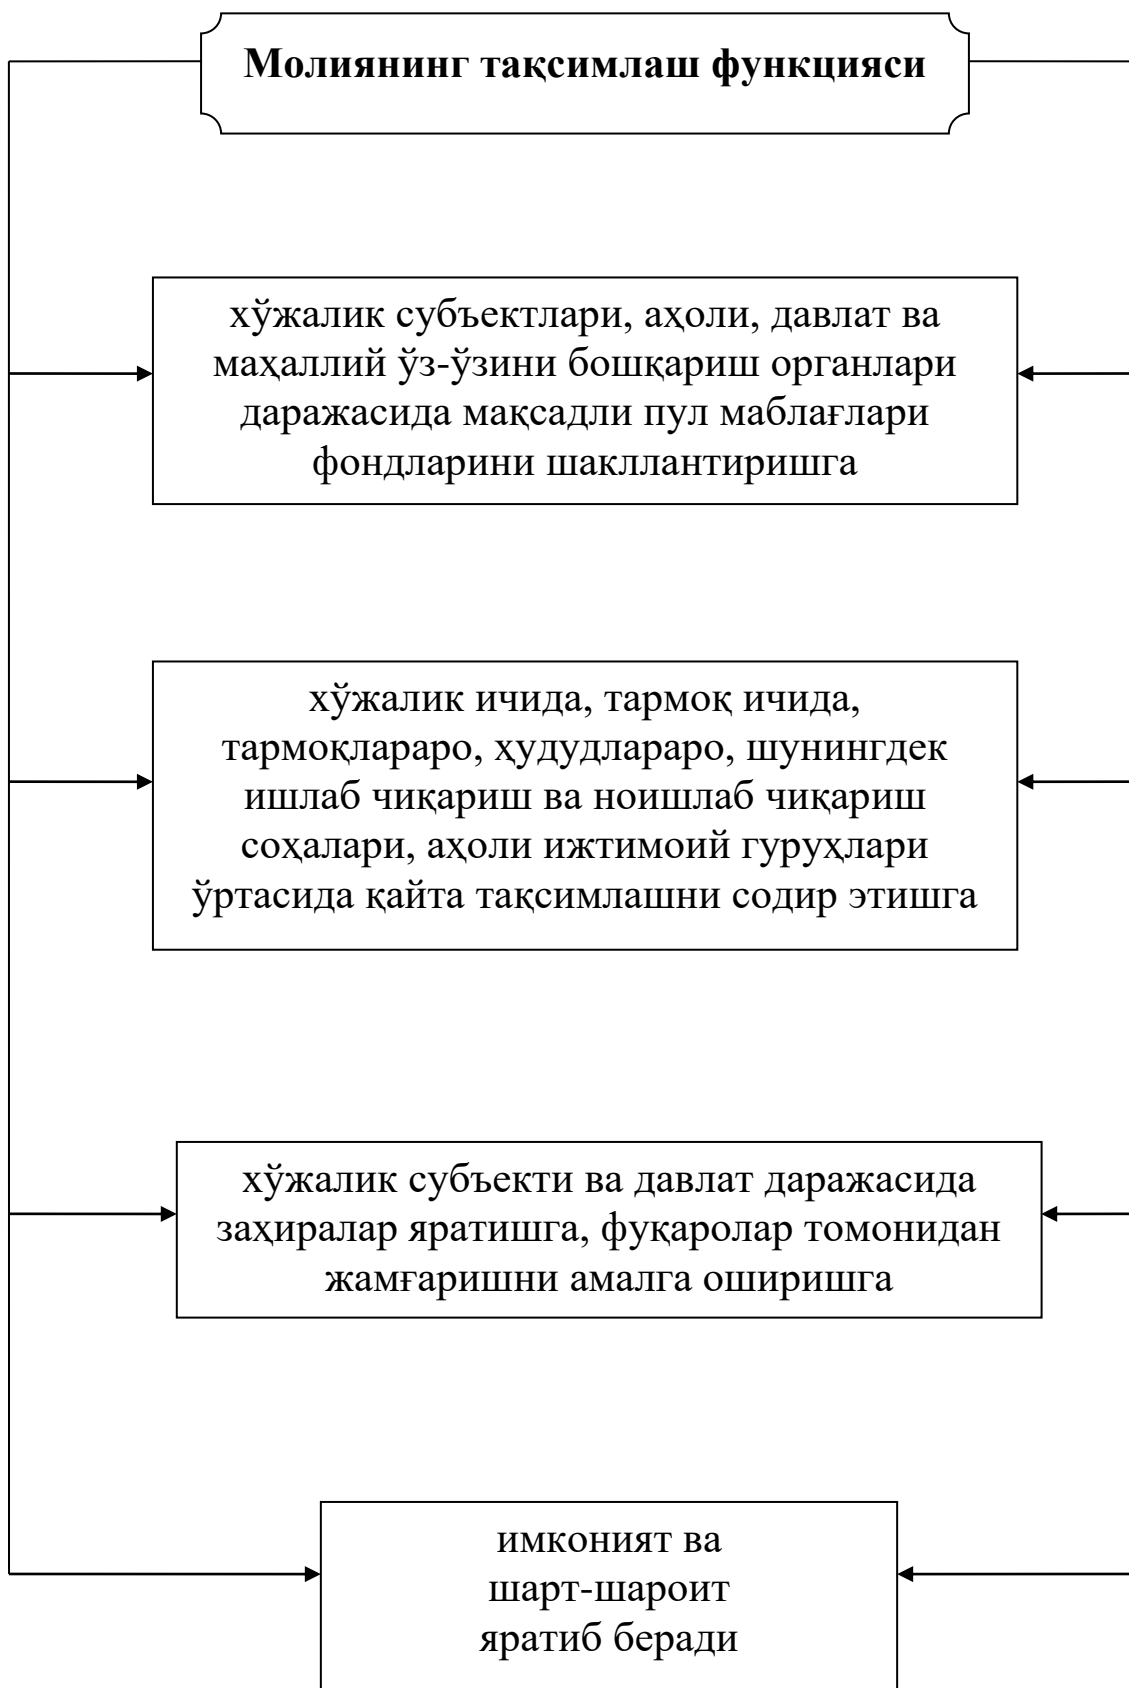 Молиянинг тақсимлаш функцияси
хўжалик субъектлари, аҳоли, давлат ва
маҳаллий ўз-ўзини бошқариш органлари
даражасида мақсадли пул маблағлари
фондларини шакллантиришга
хўжалик ичида, тармоқ ичида,
тармоқлараро, ҳудудлараро, шунингдек
ишлаб чиқариш ва ноишлаб чиқариш
соҳалари, аҳоли ижтимоий гуруҳлари
ўртасида қайта тақсимлашни содир этишга
хўжалик субъекти ва давлат даражасида
заҳиралар яратишга, фуқаролар томонидан
жамғаришни амалга оширишга
имконият ва
шарт-шароит
яратиб беради